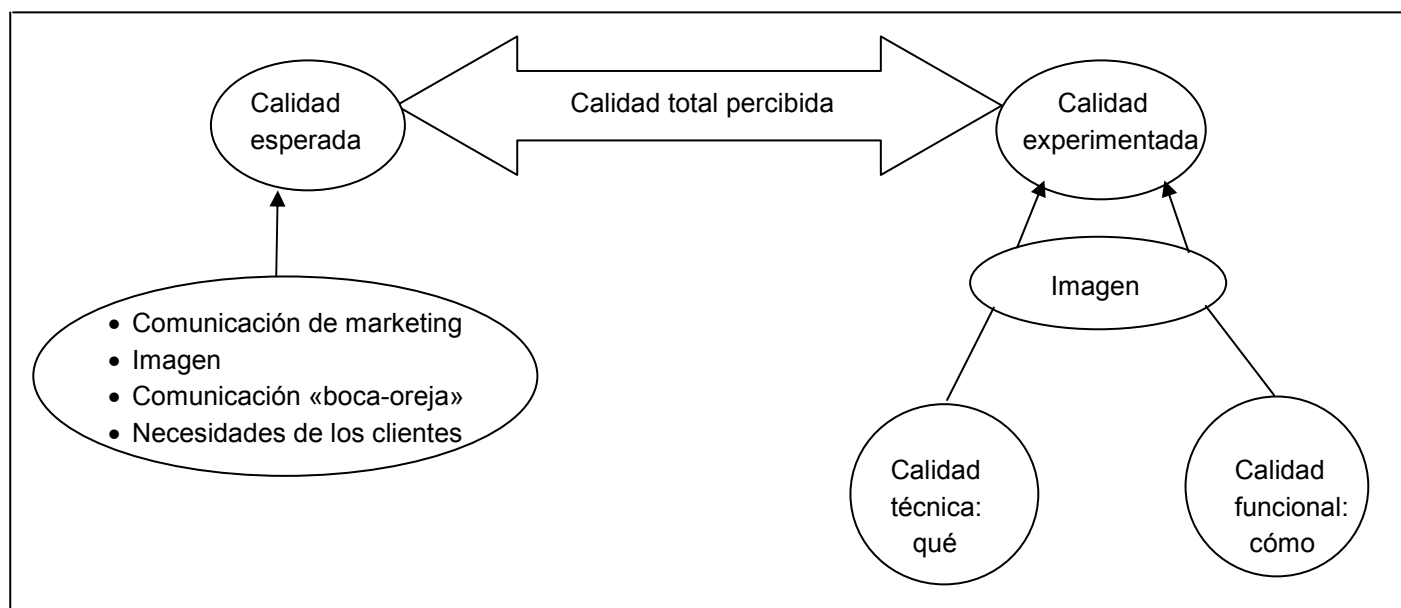 Calidad
esperada
Calidad total percibida
Calidad
experimentada
• Comunicación de marketing
• Imagen
• Comunicación «boca-oreja»
• Necesidades de los clientes
Imagen
Calidad
técnica:
qué
Calidad
funcional:
cómo